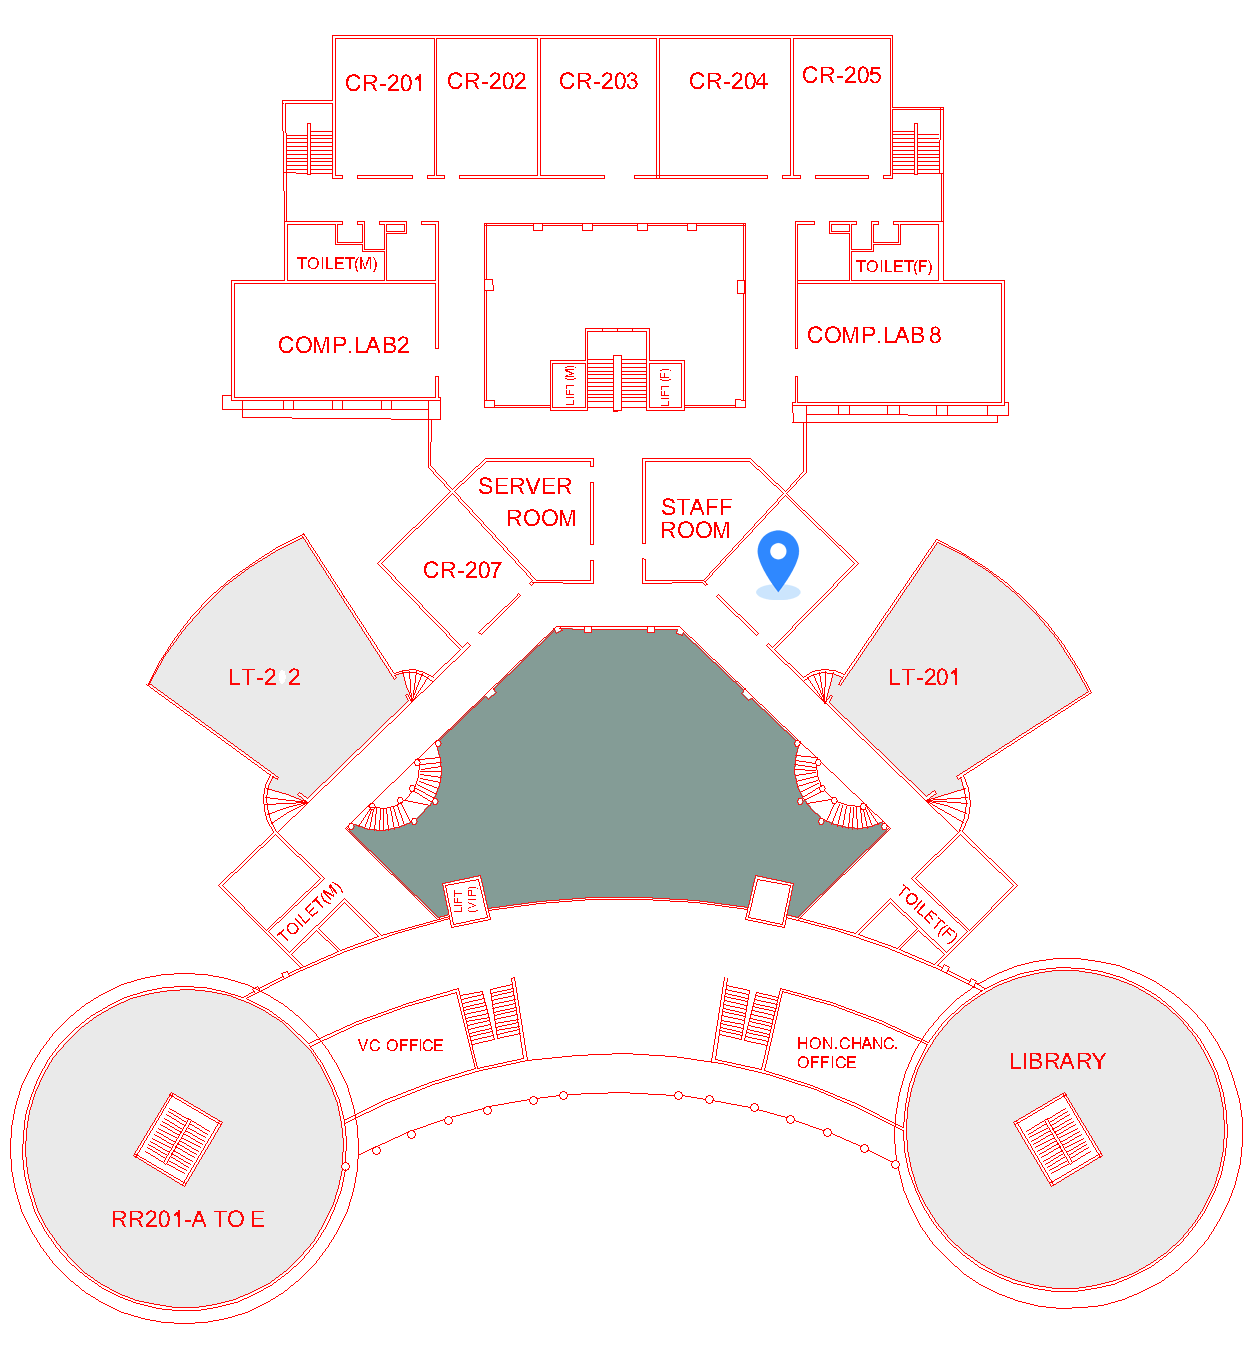 CR-201
CR-202
CR-203
CR-204
CR-205
TOILET(M)
TOILET(F)
COMP.LAB2
COMP.LAB 8
LIFT(M)
LIFT(F)
SERVER
ROOM
STAFF
ROOM
CR-207
LT-2 2
LT-201
LIFT
(VIP)
TOILET(M)
TOILET(F)
VC OFFICE
HON.CHANC.
OFFICE
LIBRARY
RR201-A TO E